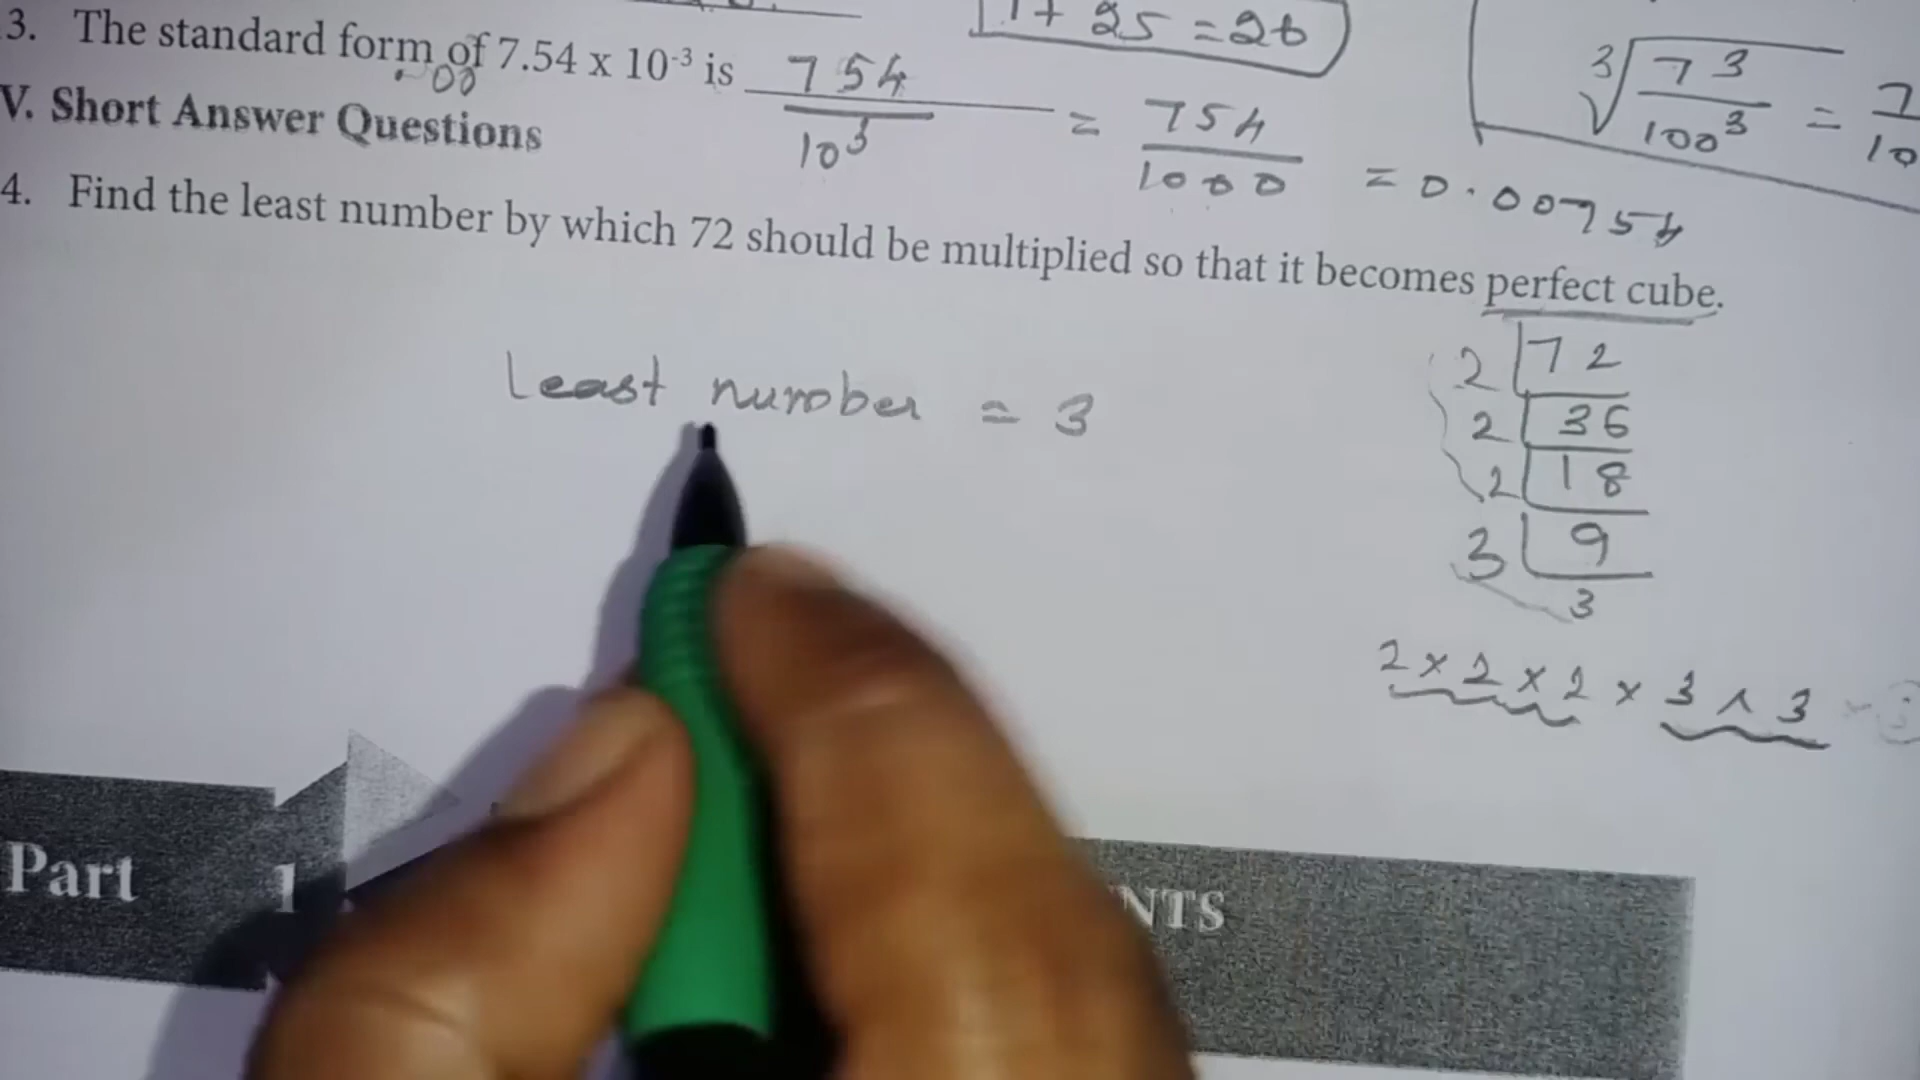 1+ 25 = 26
3. The standard form of 7.54 x 10⁻³ is 754 / 10³ = 754 / 1000 = 0.00754
.00
∛ 7³ / 100³ = 7 / 10
V. Short Answer Questions
4. Find the least number by which 72 should be multiplied so that it becomes perfect cube.
Least number = 3
2 | 72
2 | 36
2 | 18
3 | 9
3
2 × 2 × 2 × 3 × 3
Part 1
NTS